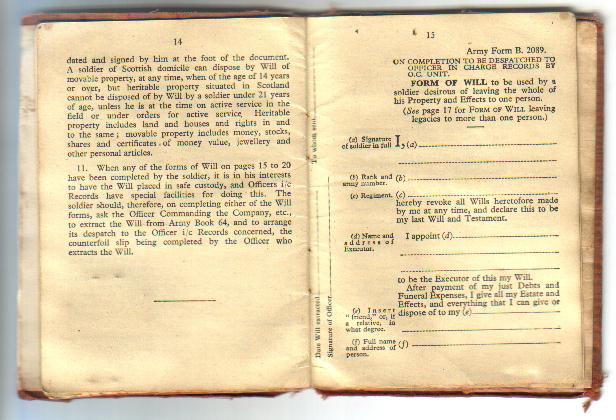 14
dated and signed by him at the foot of the document.
A soldier of Scottish domicile can dispose by Will of
movable property, at any time, when of the age of 14 years
or over, but heritable property situated in Scotland
cannot be disposed of by Will by a soldier under 21 years
of age, unless he is at the time on active service in the
field or under orders for active service. Heritable
property includes land and houses and rights in and
to the same; movable property includes money, stocks,
shares and certificates of money value, jewellery and
other personal articles.
11. When any of the forms of Will on pages 15 to 20
have been completed by the soldier, it is in his interests
to have the Will placed in safe custody, and Officers i/c
Records have special facilities for doing this. The
soldier should, therefore, on completing either of the Will
forms, ask the Officer Commanding the Company, etc.,
to extract the Will from Army Book 64, and to arrange
its despatch to the Officer i/c Records concerned, the
counterfoil slip being completed by the Officer who
extracts the Will.
To whom sent
Date Will extracted
Signature of Officer
15
Army Form B. 2089.
ON COMPLETION TO BE DESPATCHED TO
OFFICER IN CHARGE RECORDS BY
O.C. UNIT.
FORM OF WILL to be used by a
soldier desirous of leaving the whole of
his Property and Effects to one person.
(See page 17 for FORM OF WILL leaving
legacies to more than one person.)
(a) Signature
of soldier in full
I, (a)
(b) Rank and
army number.
(b)
(c) Regiment.
(c)
hereby revoke all Wills heretofore made
by me at any time, and declare this to be
my last Will and Testament.
(d) Name and
address of
Executor.
I appoint (d)
to be the Executor of this my Will.
After payment of my just Debts and
Funeral Expenses, I give all my Estate and
Effects, and everything that I can give or
dispose of to my (e)
(e) Insert
"friend," or, if
a relative, in
what degree.
(f) Full name
and address of
person.
(f)